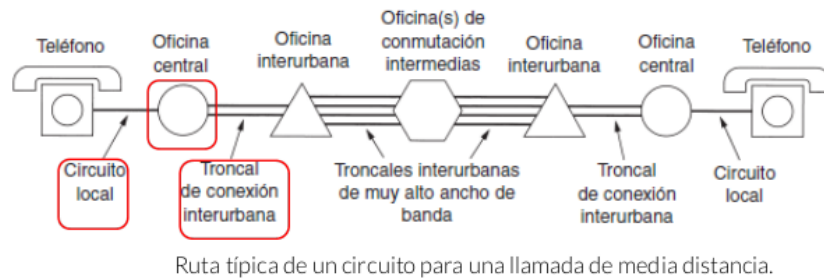 Teléfono
Oficina
central
Oficina
interurbana
Oficina(s) de
conmutación
intermedias
Oficina
interurbana
Oficina
central
Teléfono
Circuito
local
Troncal
de conexión
interurbana
Troncales interurbanas
de muy alto ancho de
banda
Troncal
de conexión
interurbana
Circuito
local
Ruta típica de un circuito para una llamada de media distancia.